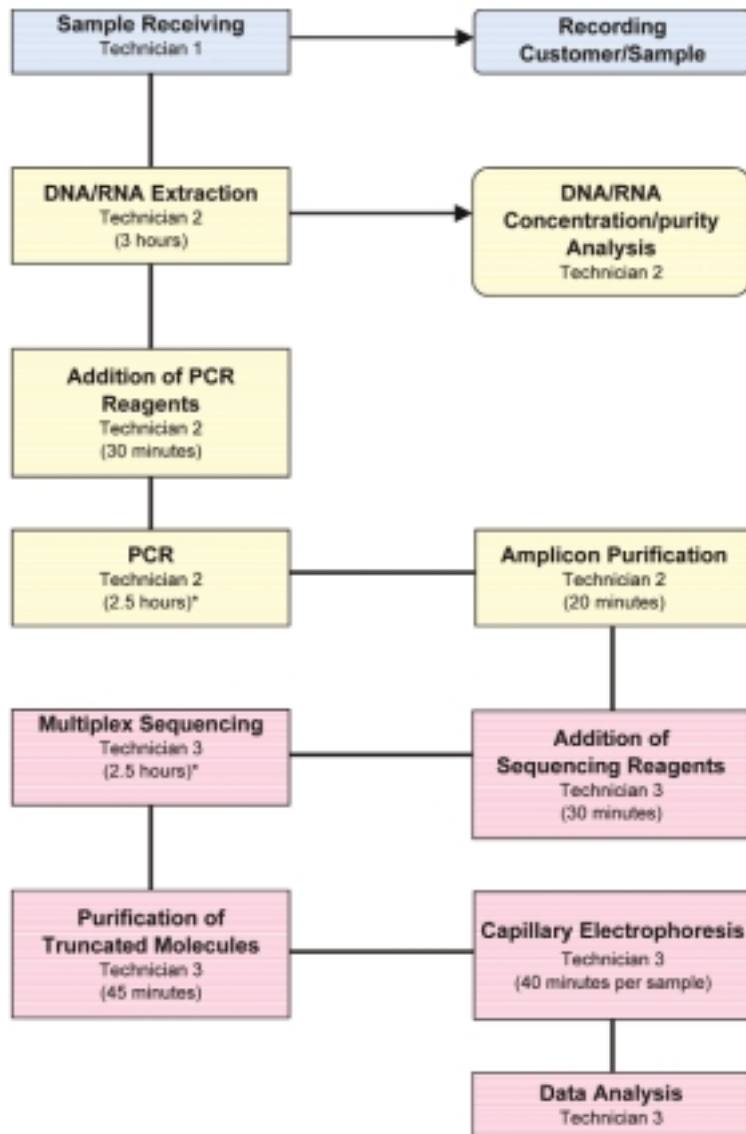 Sample Receiving
Technician 1
Recording
Customer/Sample
DNA/RNA Extraction
Technician 2
(3 hours)
DNA/RNA
Concentration/purity
Analysis
Technician 2
Addition of PCR
Reagents
Technician 2
(30 minutes)
PCR
Technician 2
(2.5 hours)*
Amplicon Purification
Technician 2
(20 minutes)
Addition of
Sequencing Reagents
Technician 3
(30 minutes)
Multiplex Sequencing
Technician 3
(2.5 hours)*
Purification of
Truncated Molecules
Technician 3
(45 minutes)
Capillary Electrophoresis
Technician 3
(40 minutes per sample)
Data Analysis
Technician 3